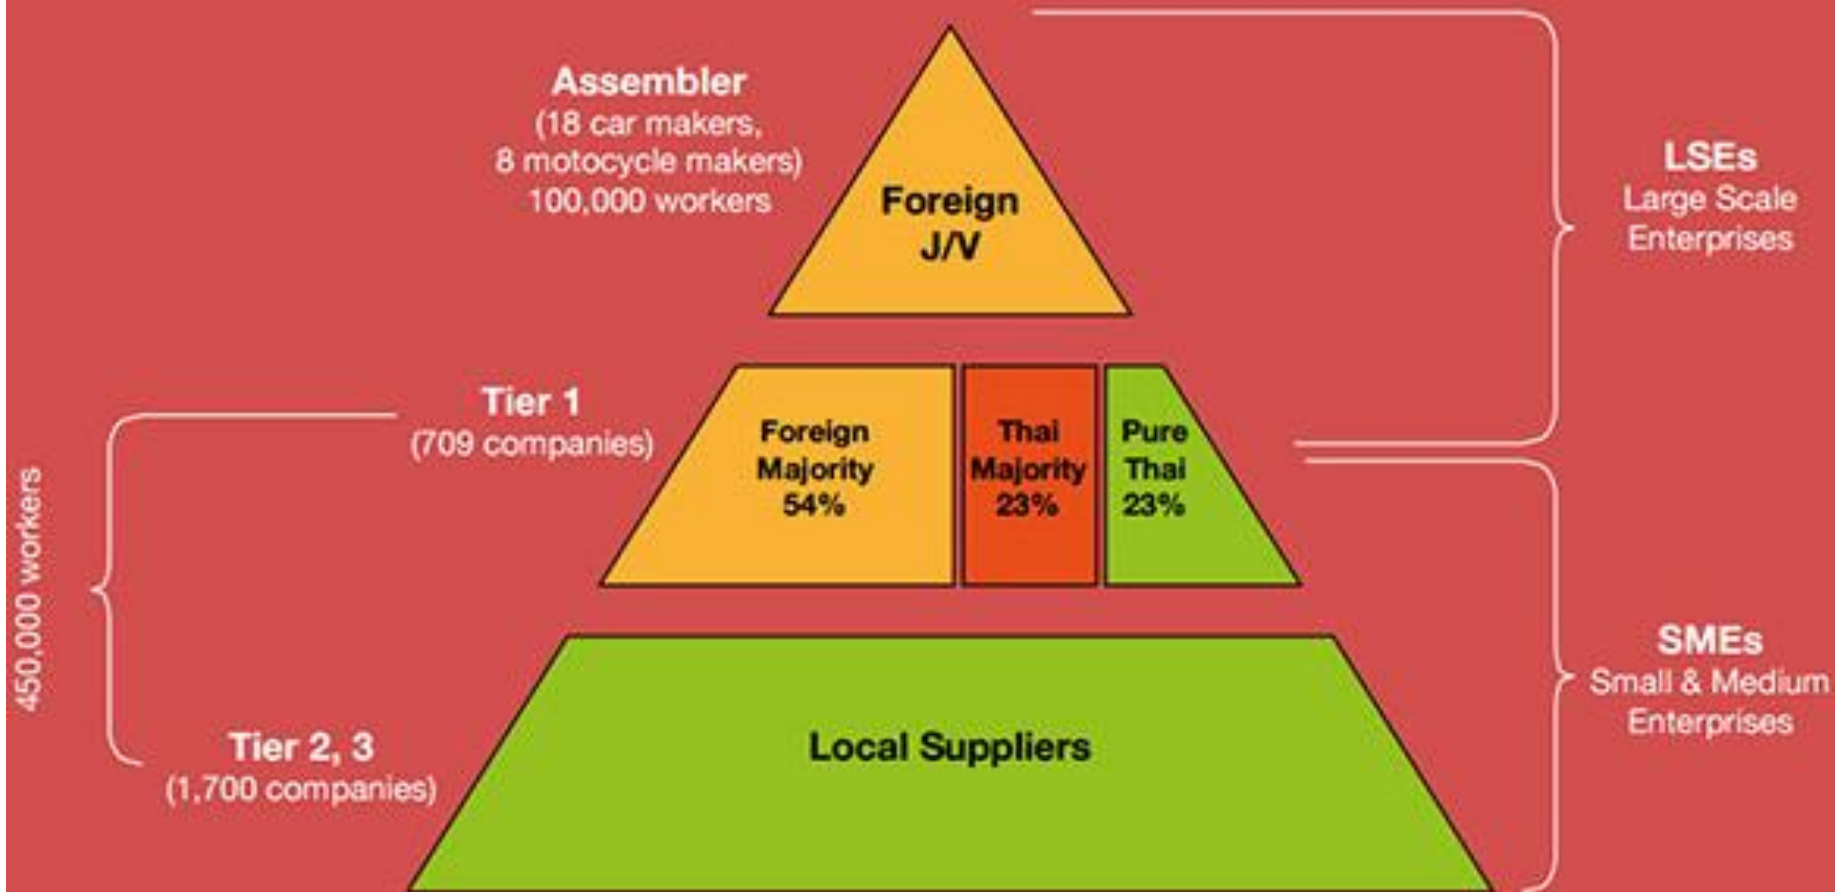 Assembler
(18 car makers,
8 motocycle makers)
100,000 workers
Foreign
J/V
LSEs
Large Scale
Enterprises
Tier 1
(709 companies)
Foreign
Majority
54%
Thai
Majority
23%
Pure
Thai
23%
450,000 workers
SMEs
Small & Medium
Enterprises
Tier 2, 3
(1,700 companies)
Local Suppliers